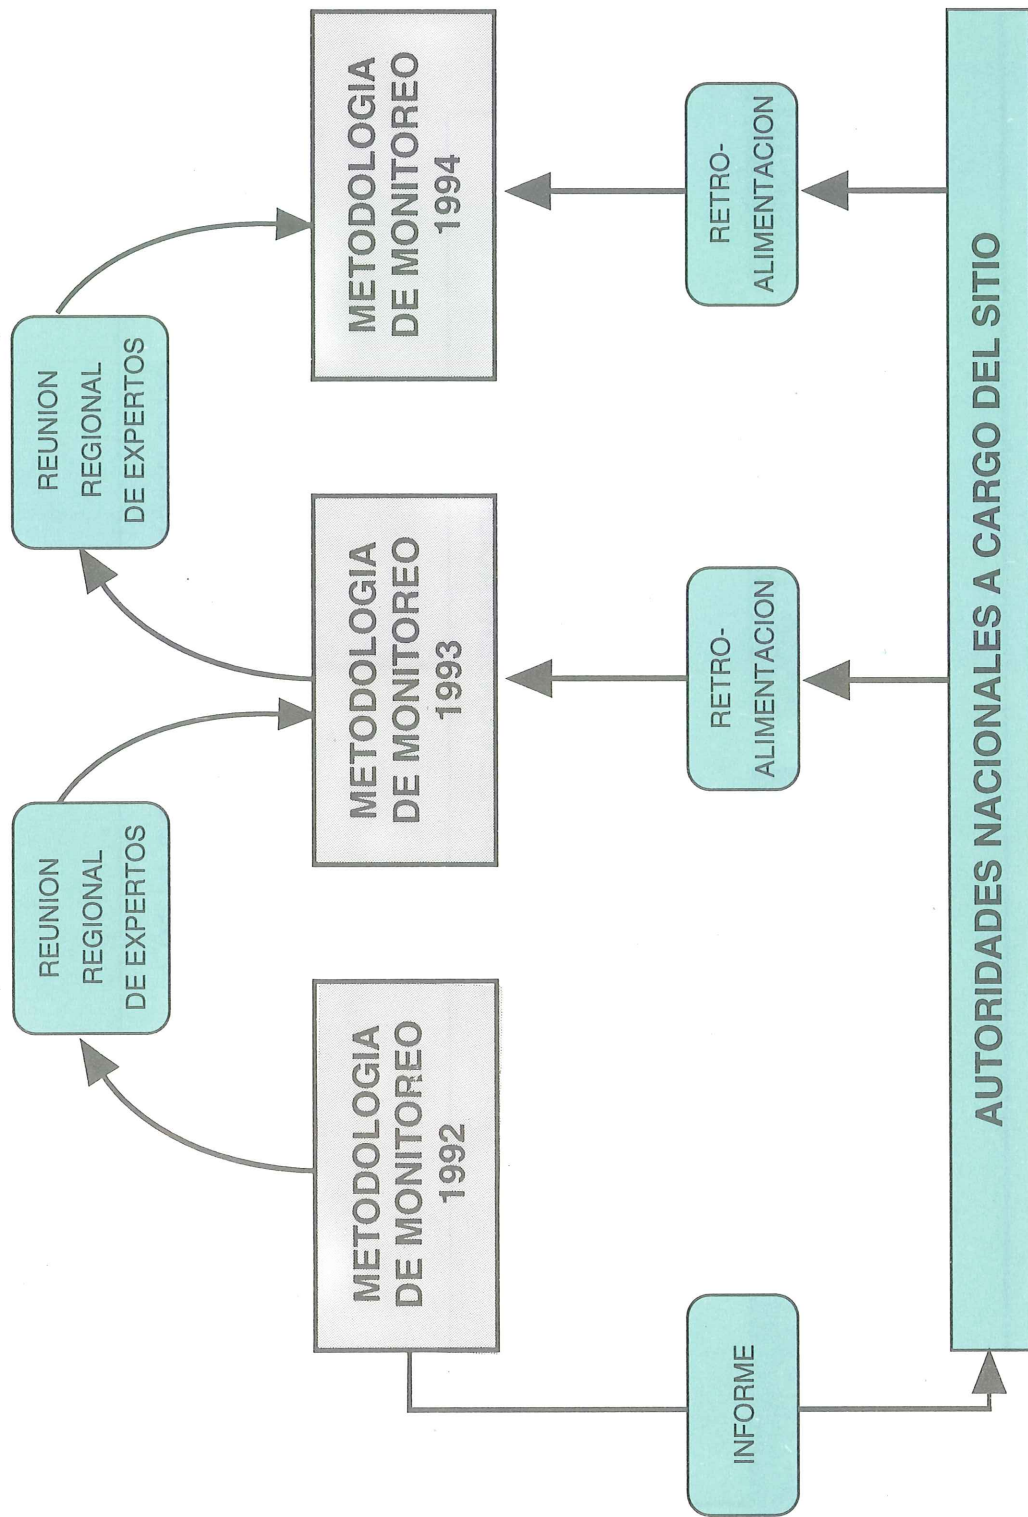 REUNION
REGIONAL
DE EXPERTOS
REUNION
REGIONAL
DE EXPERTOS
METODOLOGIA
DE MONITOREO
1992
METODOLOGIA
DE MONITOREO
1993
METODOLOGIA
DE MONITOREO
1994
INFORME
RETRO-
ALIMENTACION
RETRO-
ALIMENTACION
AUTORIDADES NACIONALES A CARGO DEL SITIO